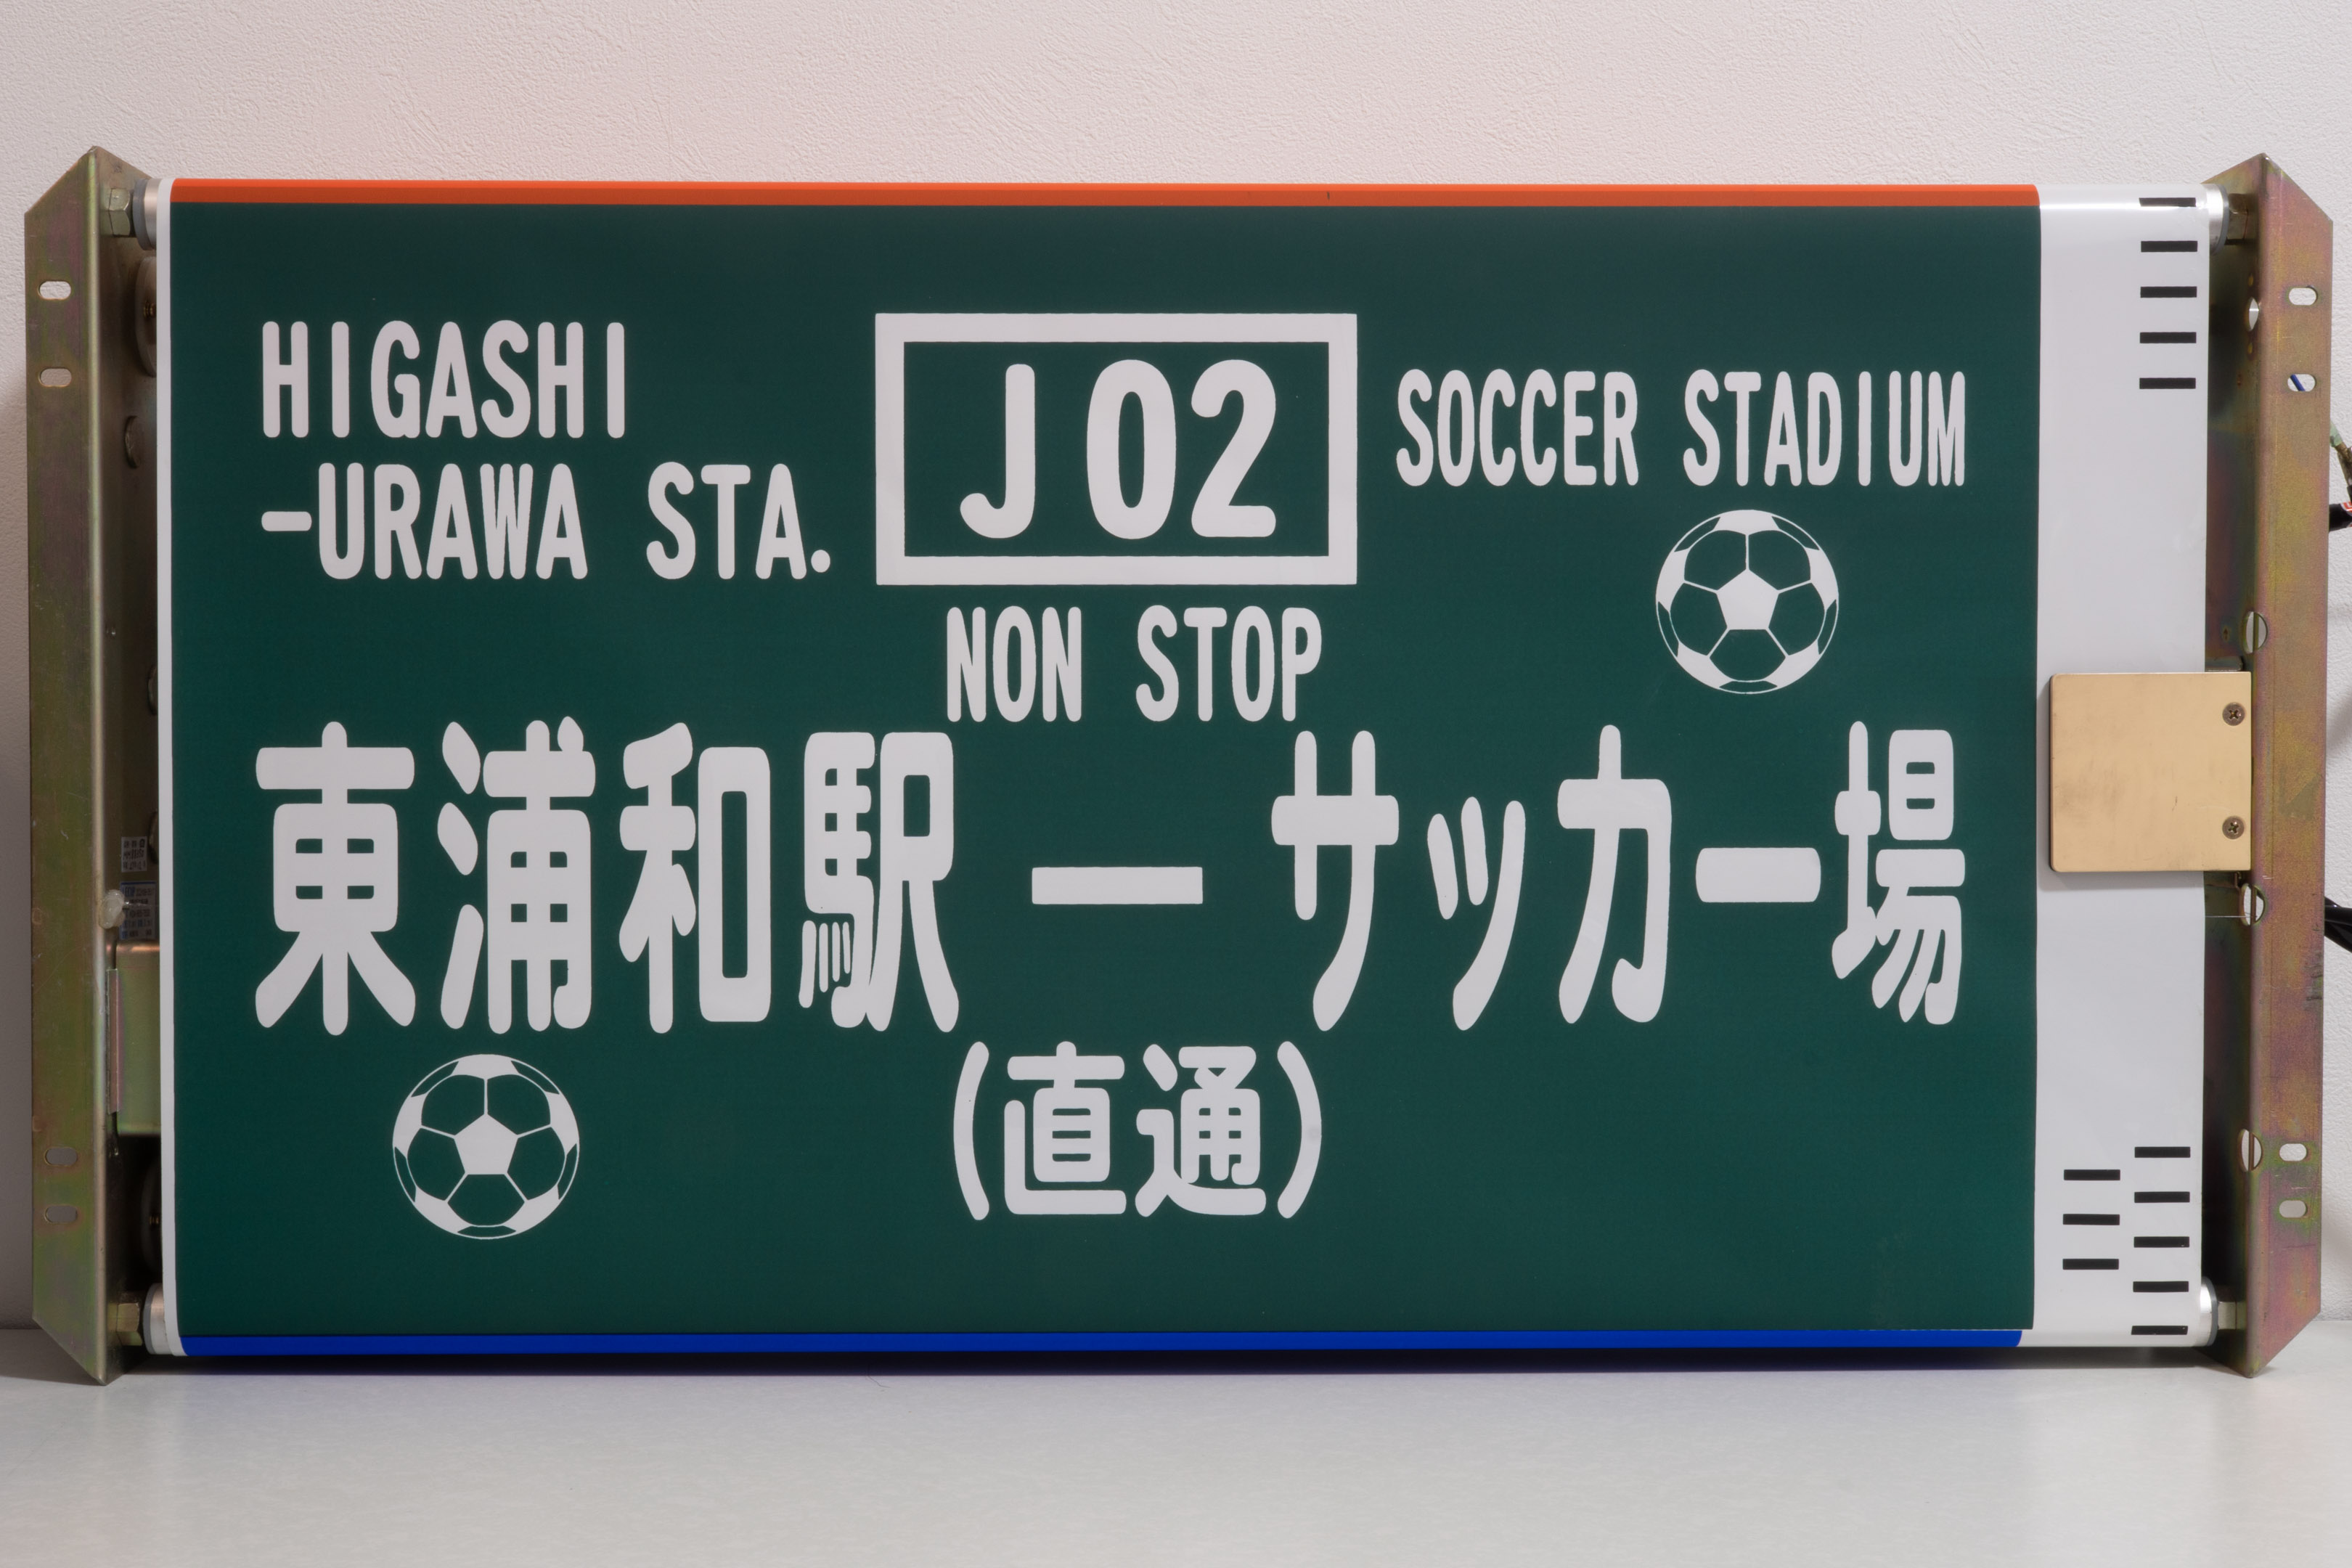 HIGASHI
-URAWA STA.
J02
SOCCER STADIUM
NON STOP
東浦和駅 — サッカー場
(直通)